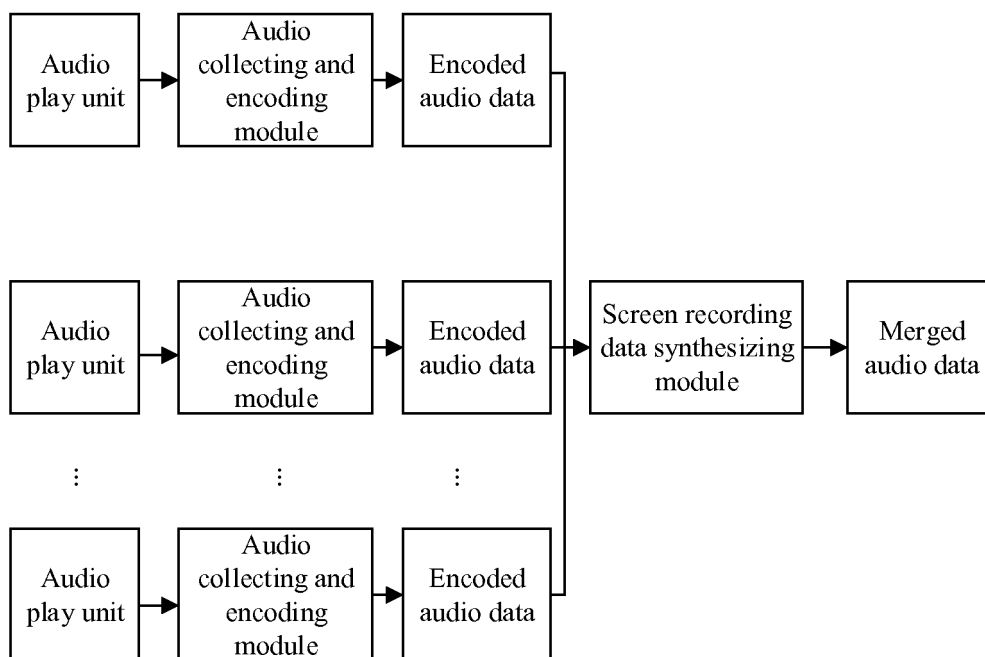 Audio
play unit
Audio
collecting and
encoding
module
Encoded
audio data
Audio
play unit
Audio
collecting and
encoding
module
Encoded
audio data
Screen recording
data synthesizing
module
Merged
audio data
Audio
play unit
Audio
collecting and
encoding
module
Encoded
audio data